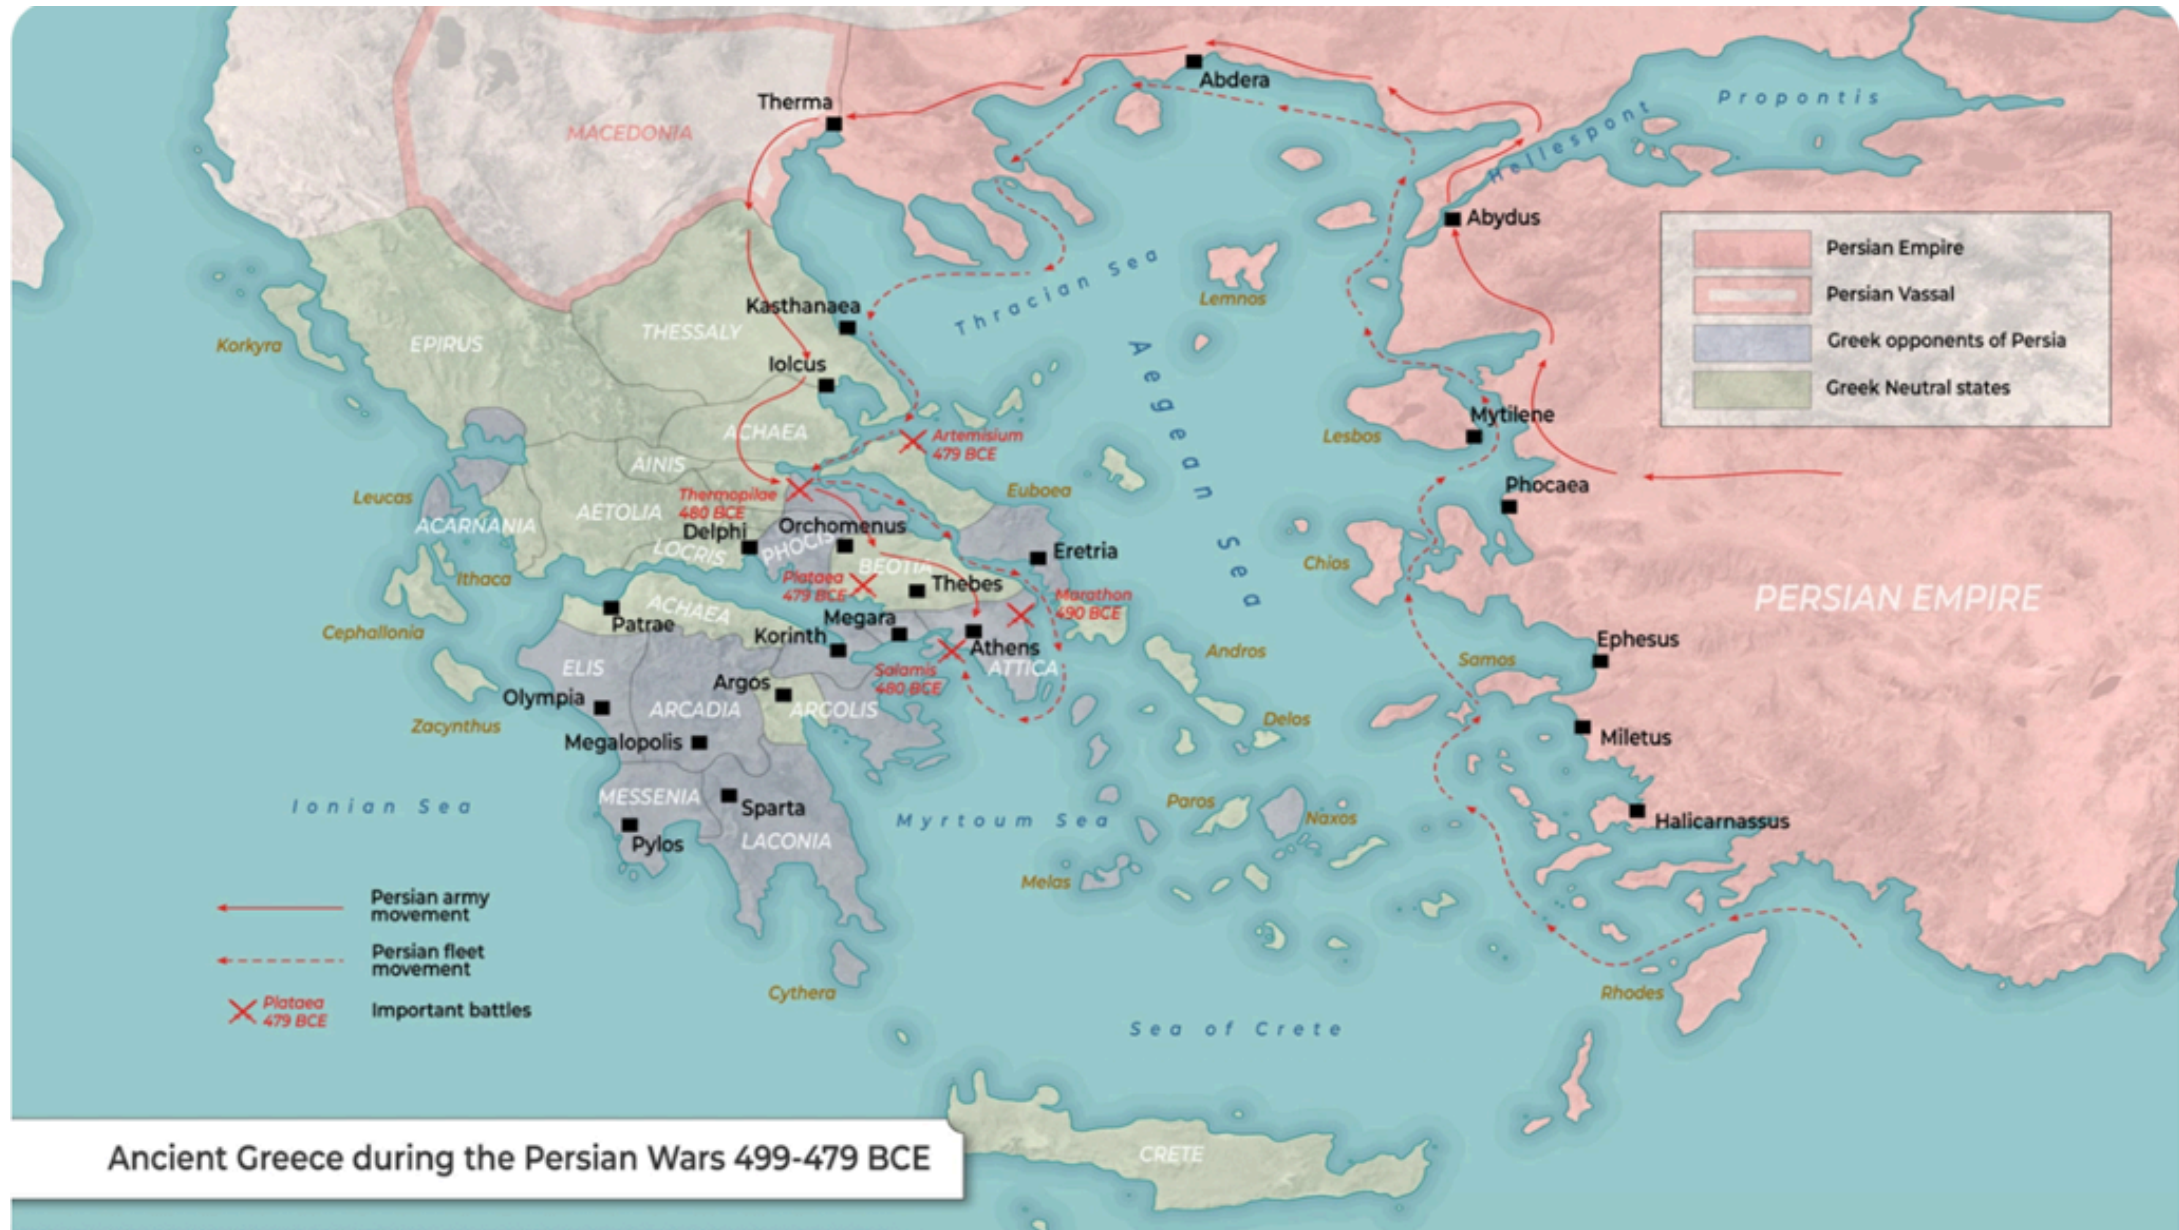 Therma
Abdera
Propontis
MACEDONIA
Hellespont
Abydus
Persian Empire
Persian Vassal
Greek opponents of Persia
Greek Neutral states
Thracian Sea
Lemnos
Kasthanaea
Korkyra
EPIRUS
THESSALY
Iolcus
Aegean Sea
Mytilene
Lesbos
ACHAEA
Artemisium
479 BCE
AINIS
Phocaea
Leucas
Thermopilae
480 BCE
Euboea
ACARNANIA
AETOLIA
Delphi
Orchomenus
LOCRIS
PHOCIS
Eretria
BEOTIA
Chios
Ithaca
Plataea
479 BCE
Thebes
Marathon
490 BCE
PERSIAN EMPIRE
ACHAEA
Patrae
Megara
Cephallonia
Korinth
Athens
Ephesus
Andros
Samos
ELIS
Salamis
480 BCE
ATTICA
Argos
Olympia
ARCADIA
ARGOLIS
Delos
Zacynthus
Megalopolis
Miletus
MESSENIA
Sparta
Ionian Sea
Myrtoum Sea
Paros
Naxos
Halicarnassus
Pylos
LACONIA
Melas
Persian army
movement
Persian fleet
movement
Cythera
Rhodes
Plataea
479 BCE
Important battles
Sea of Crete
CRETE
Ancient Greece during the Persian Wars 499-479 BCE